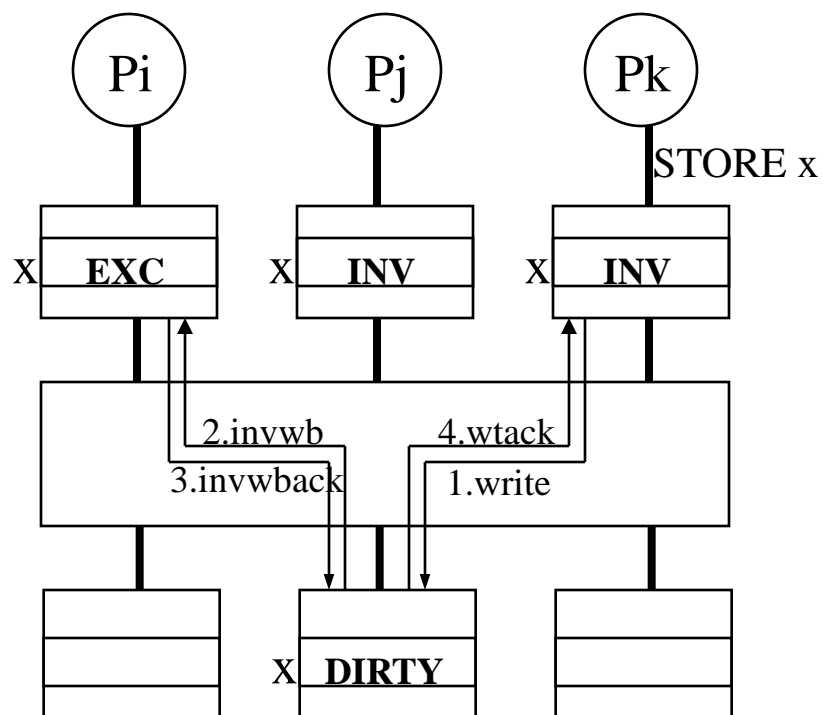 Pi Pj Pk
STORE x
X EXC X INV X INV
2.invwb 4.wtack
3.invwback 1.write
X DIRTY